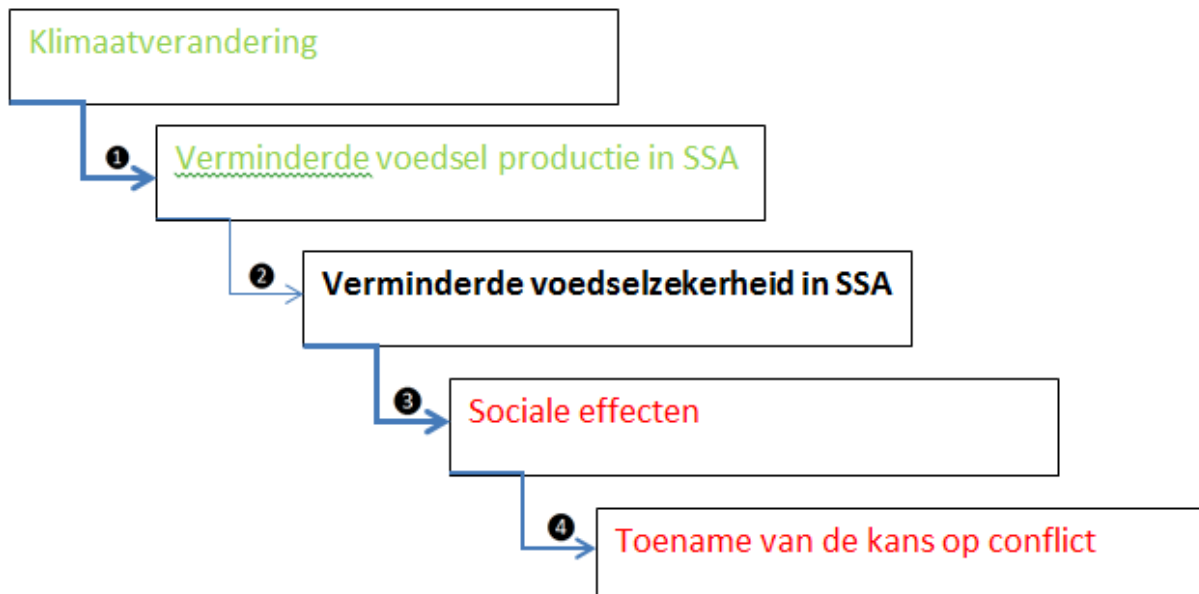 Klimaatverandering
❶
Verminderde voedsel productie in SSA
❷
Verminderde voedselzekerheid in SSA
❸
Sociale effecten
❹
Toename van de kans op conflict